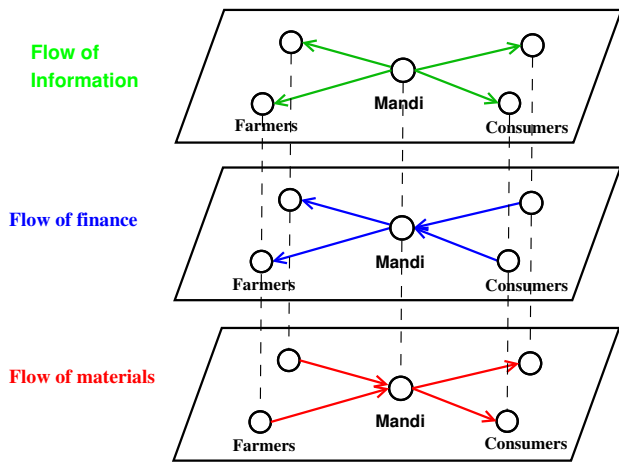 Flow of
Information
Mandi
Farmers
Consumers
Flow of finance
Mandi
Farmers
Consumers
Flow of materials
Mandi
Farmers
Consumers